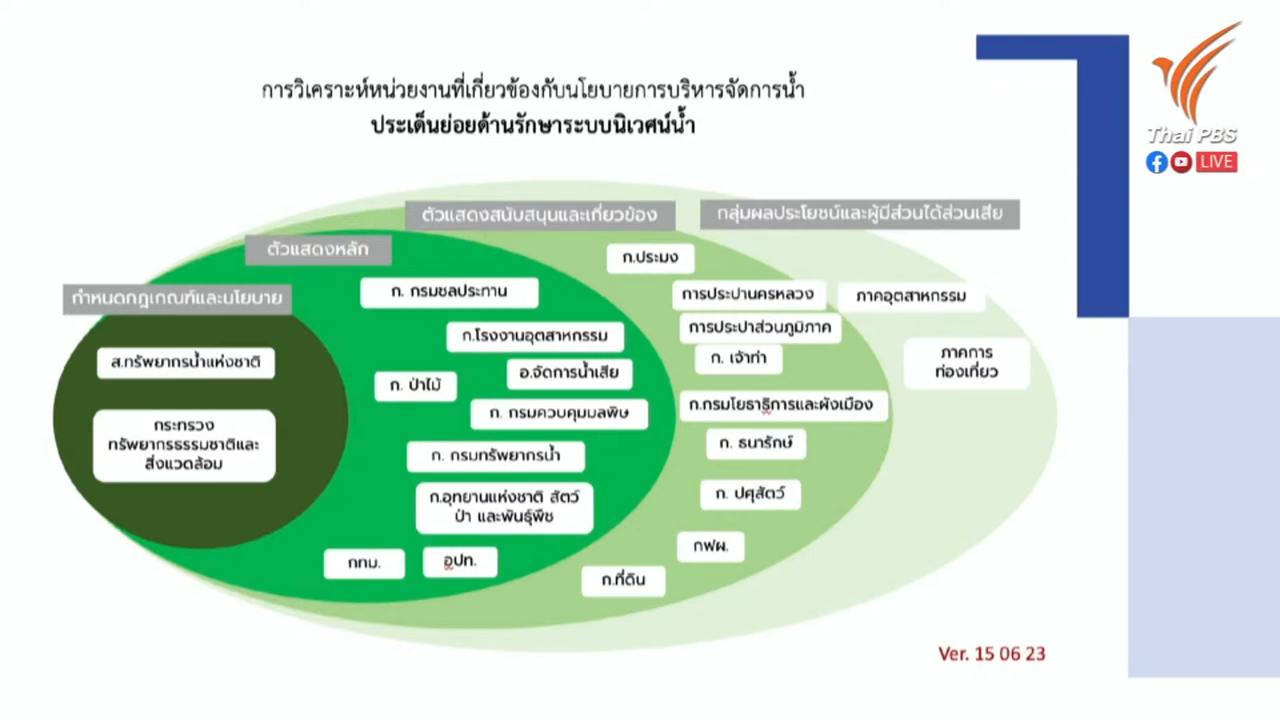 การวิเคราะห์หน่วยงานที่เกี่ยวข้องกับนโยบายการบริหารจัดการน้ำ
ประเด็นย่อยด้านรักษาระบบนิเวศน์น้ำ
Thai PBS
LIVE
กลุ่มผลประโยชน์และผู้มีส่วนได้ส่วนเสีย
ตัวแสดงสนับสนุนและเกี่ยวข้อง
ตัวแสดงหลัก
กำหนดกฎเกณฑ์และนโยบาย
ส.ทรัพยากรน้ำแห่งชาติ
กระทรวง
ทรัพยากรธรรมชาติและ
สิ่งแวดล้อม
ก. กรมชลประทาน
ก.โรงงานอุตสาหกรรม
อ.จัดการน้ำเสีย
ก. ป่าไม้
ก. กรมควบคุมมลพิษ
ก. กรมทรัพยากรน้ำ
ก.อุทยานแห่งชาติ สัตว์
ป่า และพันธุ์พืช
กทม.
อุปท.
ก.ประมง
การประปานครหลวง
การประปาส่วนภูมิภาค
ก. เจ้าท่า
ก.กรมโยธาธิการและผังเมือง
ก. ธนารักษ์
ก. ปศุสัตว์
กฟผ.
ก.ที่ดิน
ภาคอุตสาหกรรม
ภาคการ
ท่องเที่ยว
Ver. 15 06 23